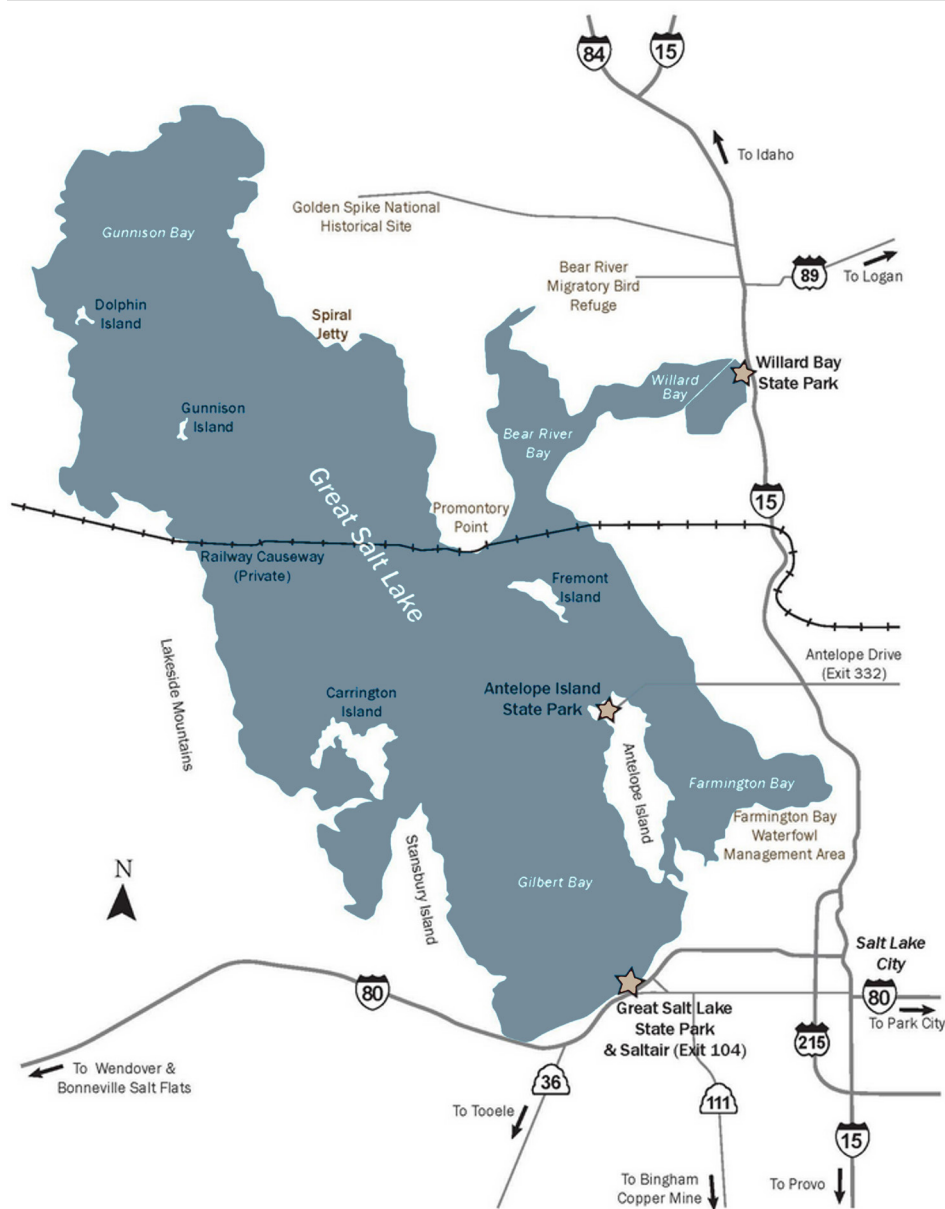 84
15
To Idaho
Golden Spike National
Historical Site
Gunnison Bay
Bear River
Migratory Bird
Refuge
89
To Logan
Dolphin
Island
Spiral
Jetty
Willard Bay
State Park
Willard
Bay
Gunnison
Island
Bear River
Bay
Great Salt Lake
15
Promontory
Point
Railway Causeway
(Private)
Fremont
Island
Lakeside Mountains
Antelope Drive
(Exit 332)
Carrington
Island
Antelope Island
State Park
Antelope Island
Farmington Bay
Farmington Bay
Waterfowl
Management Area
Stansbury Island
Gilbert Bay
N
Salt Lake
City
80
80
To Park City
Great Salt Lake
State Park
& Saltair (Exit 104)
215
To Wendover &
Bonneville Salt Flats
36
111
To Tooele
15
To Bingham
Copper Mine
To Provo